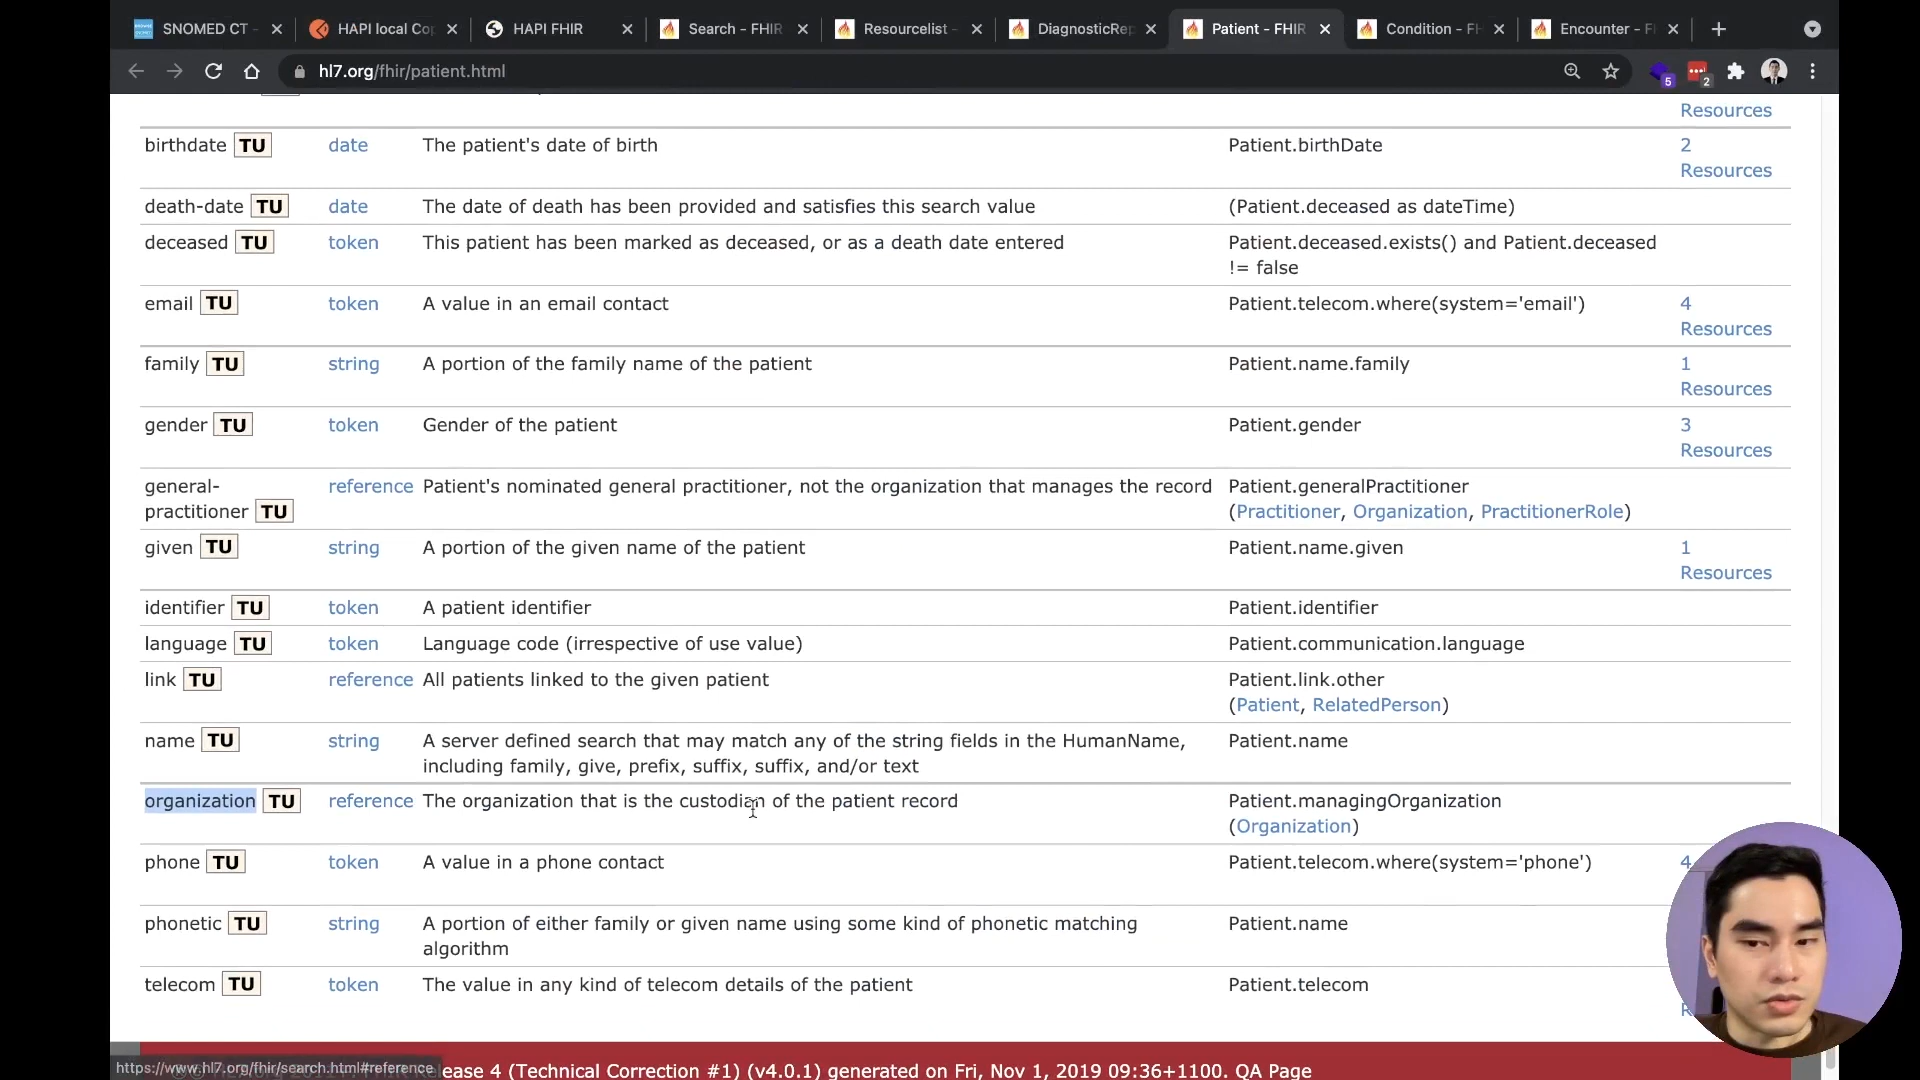 SNOMED CT -
HAPI local Cop
HAPI FHIR
Search - FHIR
Resourcelist -
DiagnosticRep
Patient - FHIR
Condition - FH
Encounter - F
hl7.org/fhir/patient.html
5
2
Resources
birthdate TU date The patient's date of birth Patient.birthDate 2
Resources
death-date TU date The date of death has been provided and satisfies this search value (Patient.deceased as dateTime)
deceased TU token This patient has been marked as deceased, or as a death date entered Patient.deceased.exists() and Patient.deceased
!= false
email TU token A value in an email contact Patient.telecom.where(system='email') 4
Resources
family TU string A portion of the family name of the patient Patient.name.family 1
Resources
gender TU token Gender of the patient Patient.gender 3
Resources
general- reference Patient's nominated general practitioner, not the organization that manages the record Patient.generalPractitioner
practitioner TU (Practitioner, Organization, PractitionerRole)
given TU string A portion of the given name of the patient Patient.name.given 1
Resources
identifier TU token A patient identifier Patient.identifier
language TU token Language code (irrespective of use value) Patient.communication.language
link TU reference All patients linked to the given patient Patient.link.other
(Patient, RelatedPerson)
name TU string A server defined search that may match any of the string fields in the HumanName, Patient.name
including family, give, prefix, suffix, suffix, and/or text
organization TU reference The organization that is the custodian of the patient record Patient.managingOrganization
(Organization)
phone TU token A value in a phone contact Patient.telecom.where(system='phone') 4
phonetic TU string A portion of either family or given name using some kind of phonetic matching Patient.name
algorithm
telecom TU token The value in any kind of telecom details of the patient Patient.telecom
R
https://www.hl7.org/fhir/search.html#reference
ease 4 (Technical Correction #1) (v4.0.1) generated on Fri, Nov 1, 2019 09:36+1100. QA Page